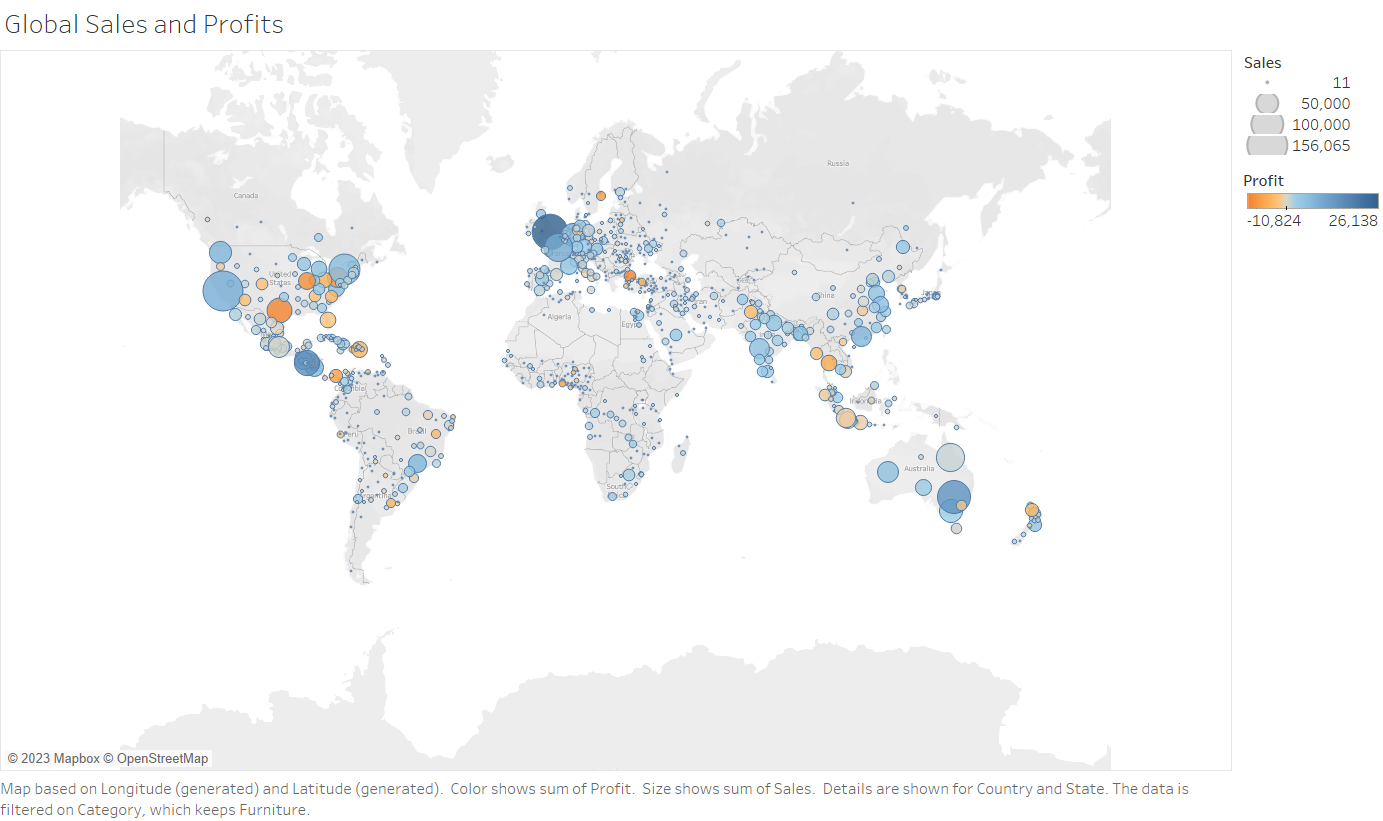 Global Sales and Profits
Sales
11
50,000
100,000
156,065
Profit
-10,824 26,138
Russia
Canada
United
States
China
Algeria
Brazil
Australia
© 2023 Mapbox © OpenStreetMap
Map based on Longitude (generated) and Latitude (generated).  Color shows sum of Profit.  Size shows sum of Sales.  Details are shown for Country and State. The data is
filtered on Category, which keeps Furniture.